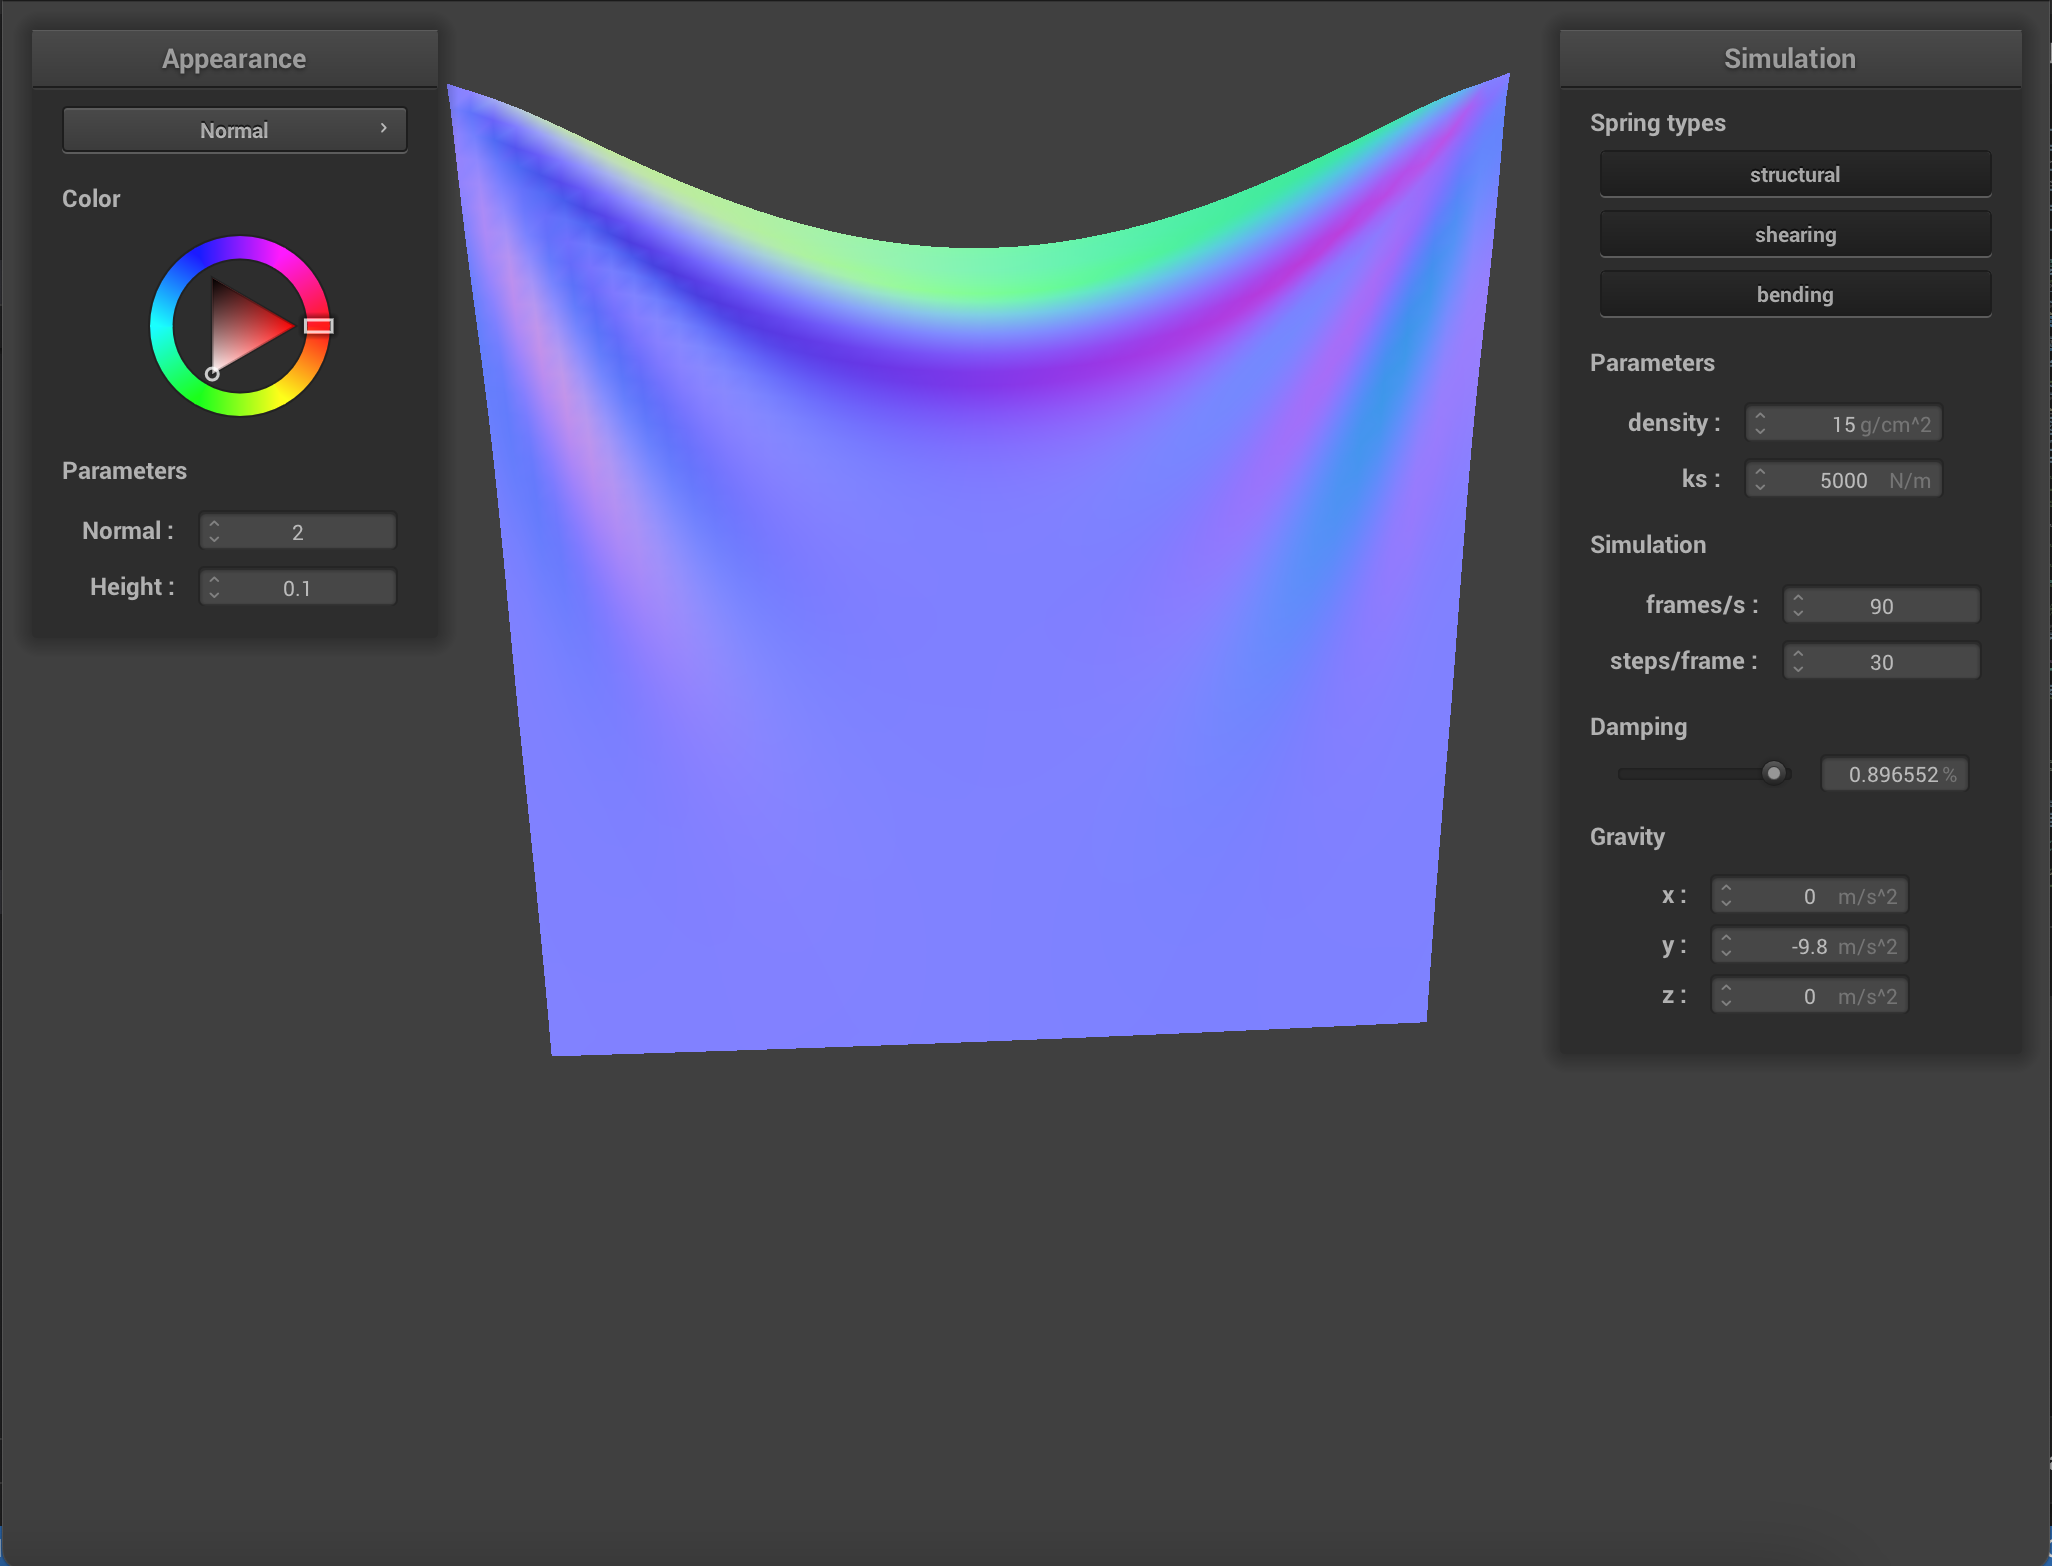 Appearance
Normal
Color
Parameters
Normal : 2
Height : 0.1
Simulation
Spring types
structural
shearing
bending
Parameters
density : 15 g/cm^2
ks : 5000 N/m
Simulation
frames/s : 90
steps/frame : 30
Damping
0.896552 %
Gravity
x : 0 m/s^2
y : -9.8 m/s^2
z : 0 m/s^2